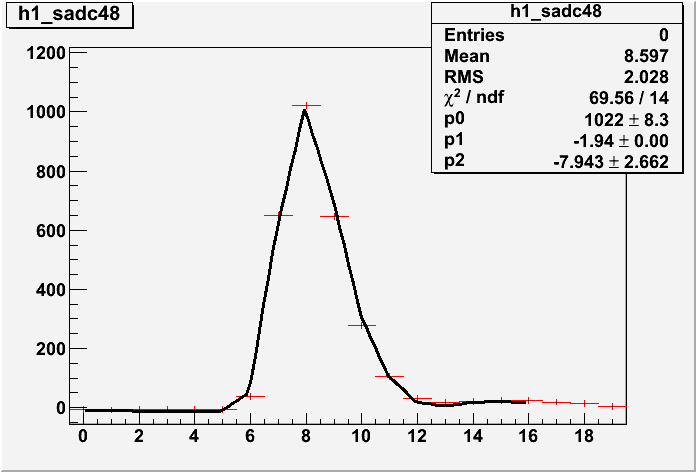 h1_sadc48
h1_sadc48
Entries 0
Mean 8.597
RMS 2.028
χ² / ndf 69.56 / 14
p0 1022 ± 8.3
p1 -1.94 ± 0.00
p2 -7.943 ± 2.662
1200
1000
800
600
400
200
0
0 2 4 6 8 10 12 14 16 18